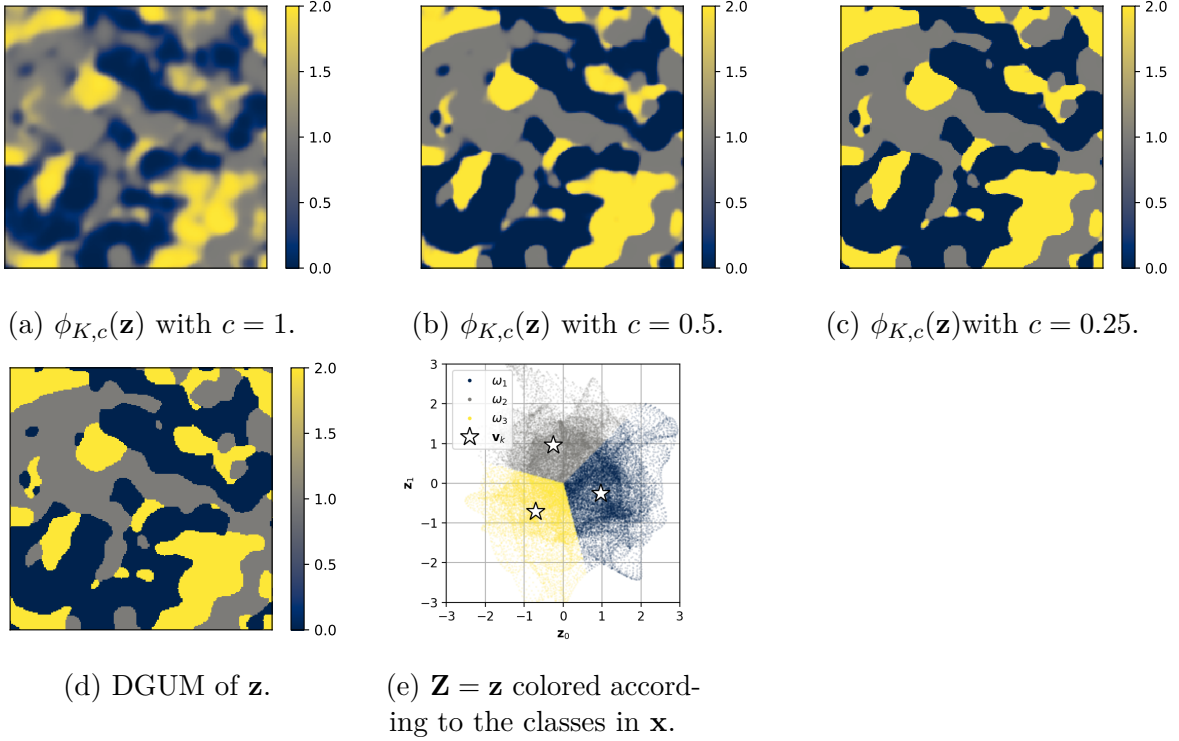 2.0
1.5
1.0
0.5
0.0
2.0
1.5
1.0
0.5
0.0
2.0
1.5
1.0
0.5
0.0
(a) ϕ_{K,c}(𝐳) with c = 1.
(b) ϕ_{K,c}(𝐳) with c = 0.5.
(c) ϕ_{K,c}(𝐳)with c = 0.25.
2.0
1.5
1.0
0.5
0.0
3
2
1
0
−1
−2
−3
𝐳₁
ω₁
ω₂
ω₃
𝐯ₖ
−3 −2 −1 0 1 2 3
𝐳₀
(d) DGUM of 𝐳.
(e) 𝐙 = 𝐳 colored accord-
ing to the classes in 𝐱.